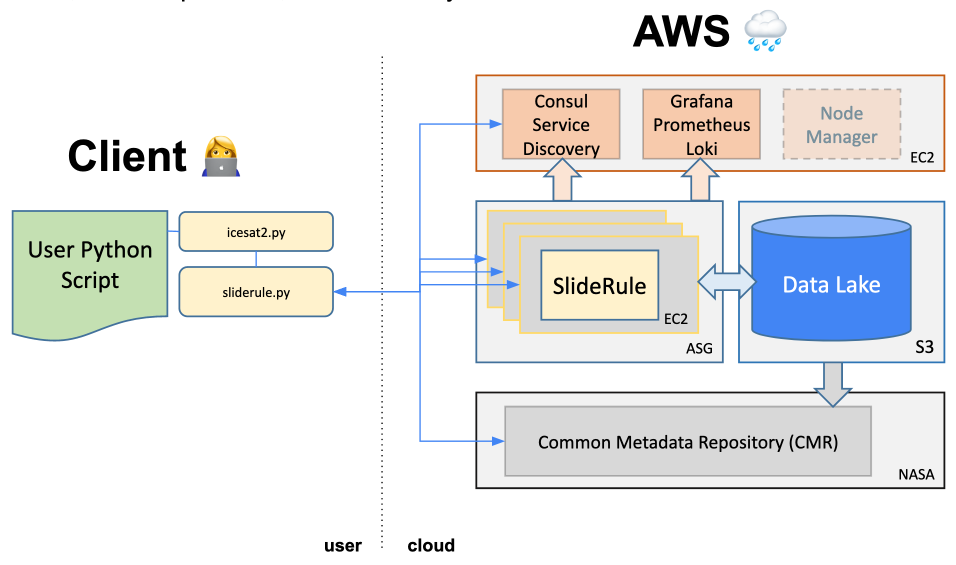 AWS
Client
Consul
Service
Discovery
Grafana
Prometheus
Loki
Node
Manager
EC2
User Python
Script
icesat2.py
sliderule.py
SlideRule
EC2
ASG
Data Lake
S3
Common Metadata Repository (CMR)
NASA
user
cloud